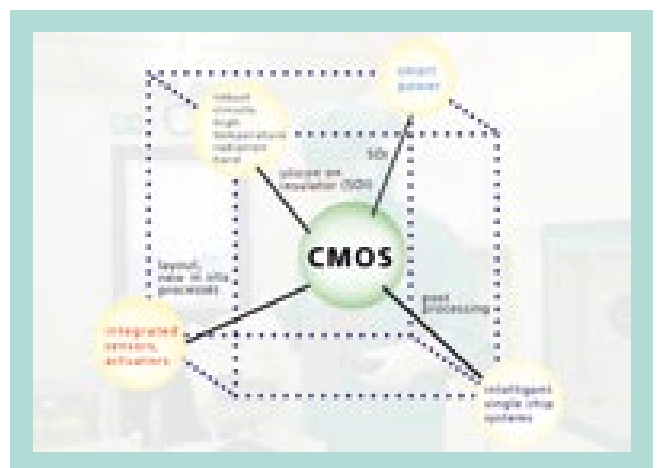 smart
power
robust
circuits
high
temperature
radiation
hard
SOI
silicon on
insulator (SOI)
CMOS
layout,
new in situ
processes
post
processing
integrated
sensors,
actuators
intelligent
single chip
systems